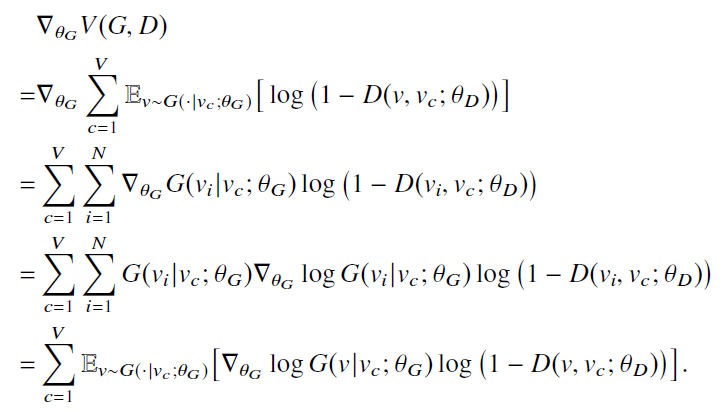 ∇_{θ_G} V(G, D)
=∇_{θ_G} ∑_{c=1}^{V} 𝔼_{v∼G(·|v_c;θ_G)}[ log (1 − D(v, v_c; θ_D))]
= ∑_{c=1}^{V} ∑_{i=1}^{N} ∇_{θ_G} G(v_i|v_c; θ_G) log (1 − D(v_i, v_c; θ_D))
= ∑_{c=1}^{V} ∑_{i=1}^{N} G(v_i|v_c; θ_G)∇_{θ_G} log G(v_i|v_c; θ_G) log (1 − D(v_i, v_c; θ_D))
= ∑_{c=1}^{V} 𝔼_{v∼G(·|v_c;θ_G)}[∇_{θ_G} log G(v|v_c; θ_G) log (1 − D(v, v_c; θ_D))].